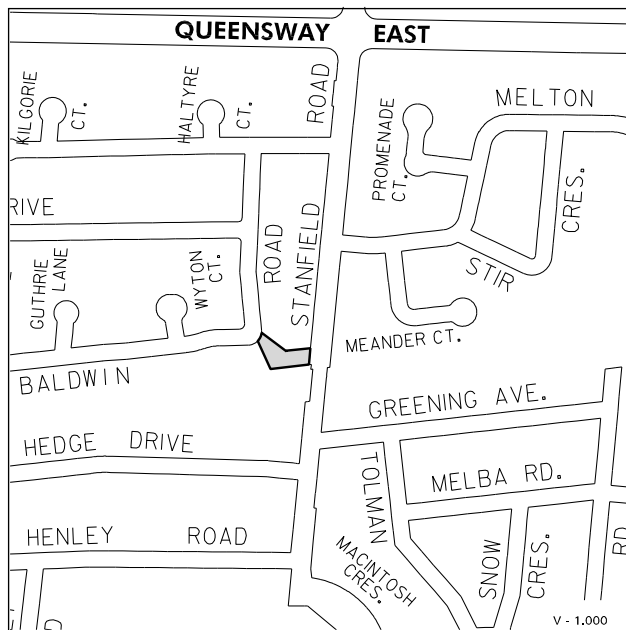 QUEENSWAY EAST
KILGORIE
CT.
HALTYRE
CT.
ROAD
PROMENADE
CT.
MELTON
CRES.
RIVE
ROAD
STANFIELD
GUTHRIE
LANE
WYTON
CT.
STIR
MEANDER CT.
BALDWIN
GREENING AVE.
HEDGE DRIVE
TOLMAN
MELBA RD.
HENLEY ROAD
MACINTOSH
CRES.
SNOW
CRES.
RD
V - 1.000